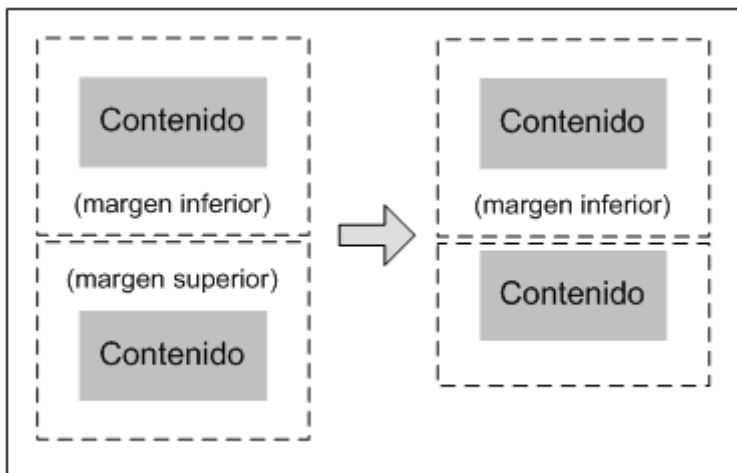 Contenido
(margen inferior)
(margen superior)
Contenido
Contenido
(margen inferior)
Contenido